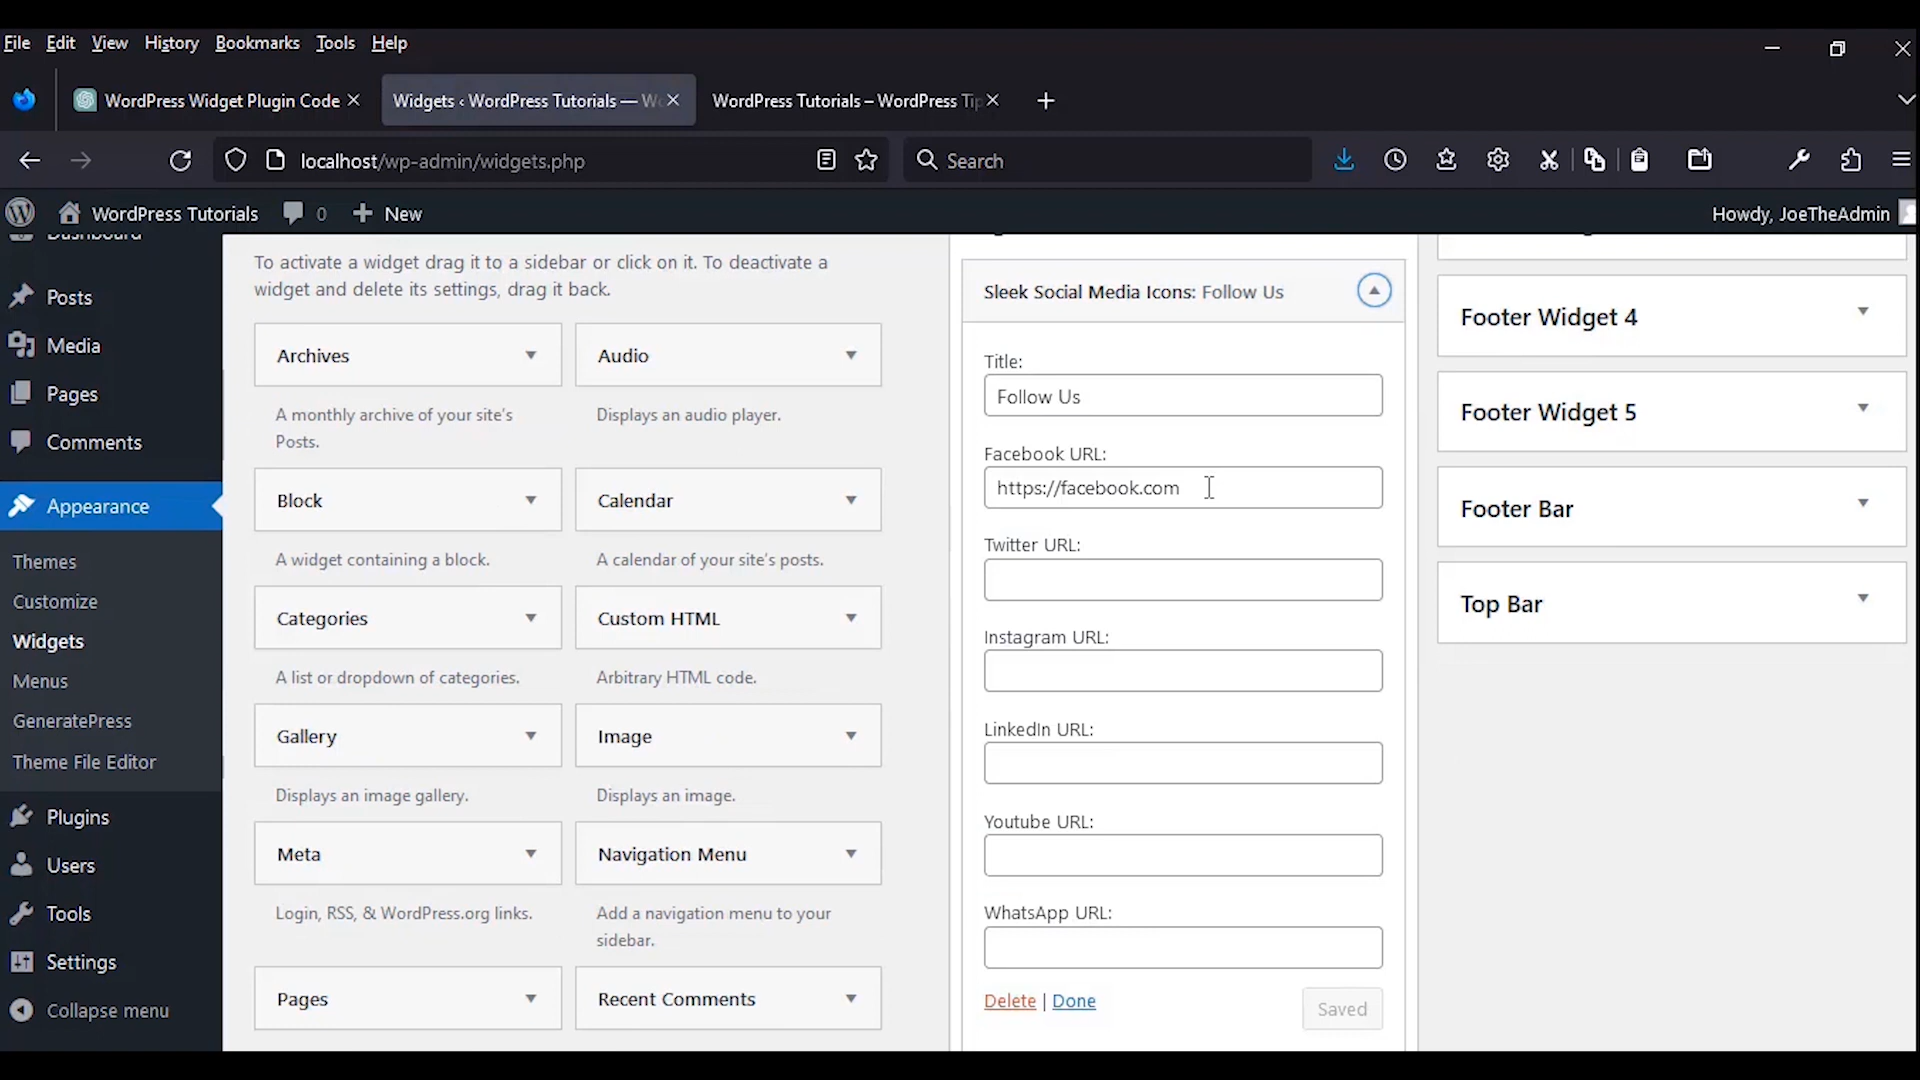 File Edit View History Bookmarks Tools Help
WordPress Widget Plugin Code
Widgets ‹ WordPress Tutorials — W
WordPress Tutorials – WordPress Tip
localhost/wp-admin/widgets.php
Search
WordPress Tutorials 0 New
Howdy, JoeTheAdmin
Dashboard
Posts
Media
Pages
Comments
Appearance
Themes
Customize
Widgets
Menus
GeneratePress
Theme File Editor
Plugins
Users
Tools
Settings
Collapse menu
To activate a widget drag it to a sidebar or click on it. To deactivate a
widget and delete its settings, drag it back.
Archives
A monthly archive of your site's
Posts.
Audio
Displays an audio player.
Block
A widget containing a block.
Calendar
A calendar of your site's posts.
Categories
A list or dropdown of categories.
Custom HTML
Arbitrary HTML code.
Gallery
Displays an image gallery.
Image
Displays an image.
Meta
Login, RSS, & WordPress.org links.
Navigation Menu
Add a navigation menu to your
sidebar.
Pages
Recent Comments
Sleek Social Media Icons: Follow Us
Title:
Follow Us
Facebook URL:
https://facebook.com
Twitter URL:
Instagram URL:
LinkedIn URL:
Youtube URL:
WhatsApp URL:
Delete | Done
Saved
Footer Widget 4
Footer Widget 5
Footer Bar
Top Bar